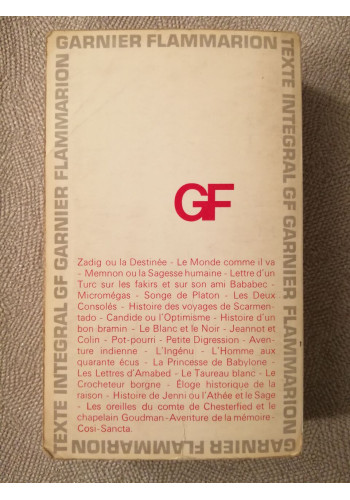 GARNIER FLAMMARION
TEXTE INTEGRAL GF GARNIER FLAMMARION
TEXTE INTEGRAL GF GARNIER FLAMMARION
GF
Zadig ou la Destinée - Le Monde comme il va
- Memnon ou la Sagesse humaine - Lettre d'un
Turc sur les fakirs et sur son ami Bababec -
Micromégas - Songe de Platon - Les Deux
Consolés - Histoire des voyages de Scarmen-
tado - Candide ou l'Optimisme - Histoire d'un
bon bramin - Le Blanc et le Noir - Jeannot et
Colin - Pot-pourri - Petite Digression - Aven-
ture indienne - L'Ingénu - L'Homme aux
quarante écus - La Princesse de Babylone -
Les Lettres d'Amabed - Le Taureau blanc - Le
Crocheteur borgne - Éloge historique de la
raison - Histoire de Jenni ou l'Athée et le Sage
- Les oreilles du comte de Chesterfied et le
chapelain Goudman-Aventure de la mémoire-
Cosi-Sancta.
GARNIER FLAMMARION